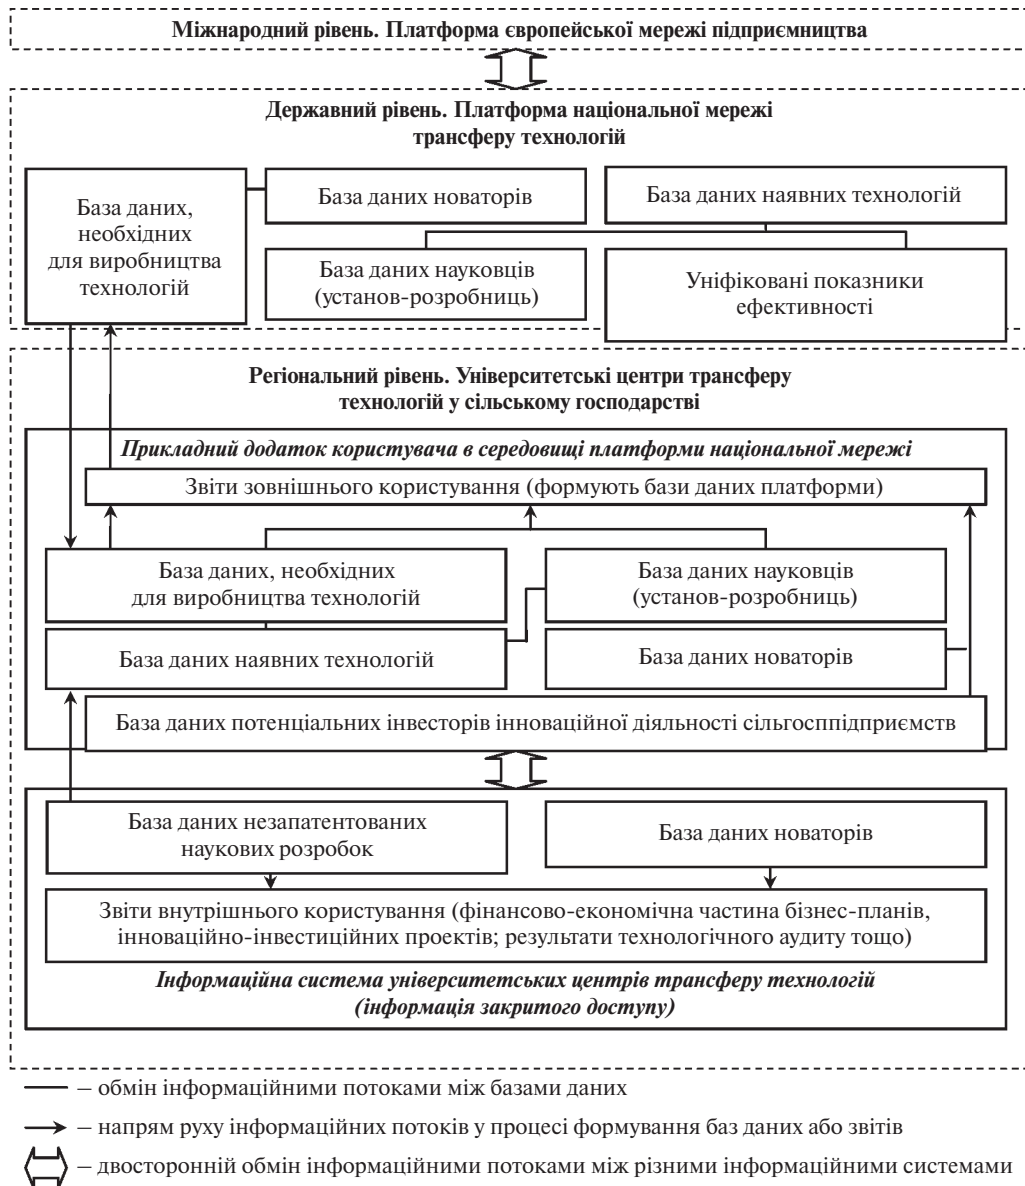 Міжнародний рівень. Платформа європейської мережі підприємництва
Державний рівень. Платформа національної мережі
трансферу технологій
База даних,
необхідних
для виробництва
технологій
База даних новаторів
База даних наявних технологій
База даних науковців
(установ-розробниць)
Уніфіковані показники
ефективності
Регіональний рівень. Університетські центри трансферу
технологій у сільському господарстві
Прикладний додаток користувача в середовищі платформи національної мережі
Звіти зовнішнього користування (формують бази даних платформи)
База даних, необхідних
для виробництва технологій
База даних науковців
(установ-розробниць)
База даних наявних технологій
База даних новаторів
База даних потенціальних інвесторів інноваційної діяльності сільгосппідприємств
База даних незапатентованих
наукових розробок
База даних новаторів
Звіти внутрішнього користування (фінансово-економічна частина бізнес-планів,
інноваційно-інвестиційних проектів; результати технологічного аудиту тощо)
Інформаційна система університетських центрів трансферу технологій
(інформація закритого доступу)
– обмін інформаційними потоками між базами даних
– напрям руху інформаційних потоків у процесі формування баз даних або звітів
– двосторонній обмін інформаційними потоками між різними інформаційними системами